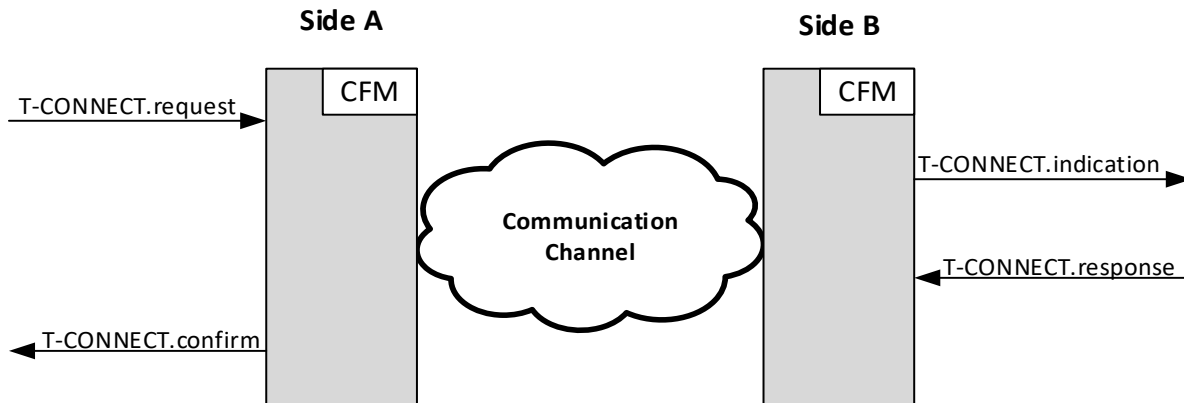 Side A
Side B
CFM
CFM
T-CONNECT.request
T-CONNECT.indication
Communication
Channel
T-CONNECT.response
T-CONNECT.confirm